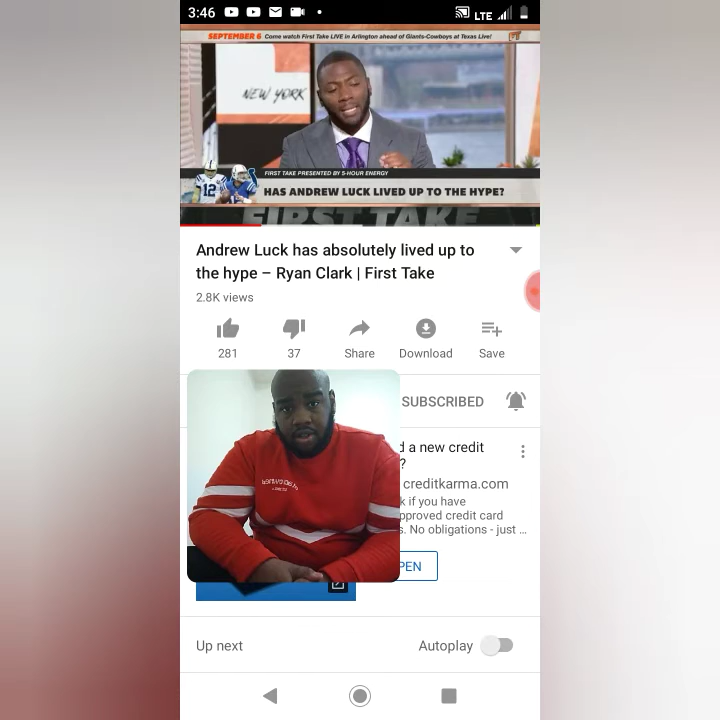 3:46
LTE
SEPTEMBER 6 Come watch First Take LIVE in Arlington ahead of Giants-Cowboys at Texas Live!
NEW YORK
FIRST TAKE PRESENTED BY 5-HOUR ENERGY
12
HAS ANDREW LUCK LIVED UP TO THE HYPE?
FIRST TAKE
Andrew Luck has absolutely lived up to
the hype – Ryan Clark | First Take
2.8K views
281
37
Share
Download
Save
SUBSCRIBED
d a new credit
?
creditkarma.com
k if you have
pproved credit card
s. No obligations - just ...
PEN
Up next
Autoplay